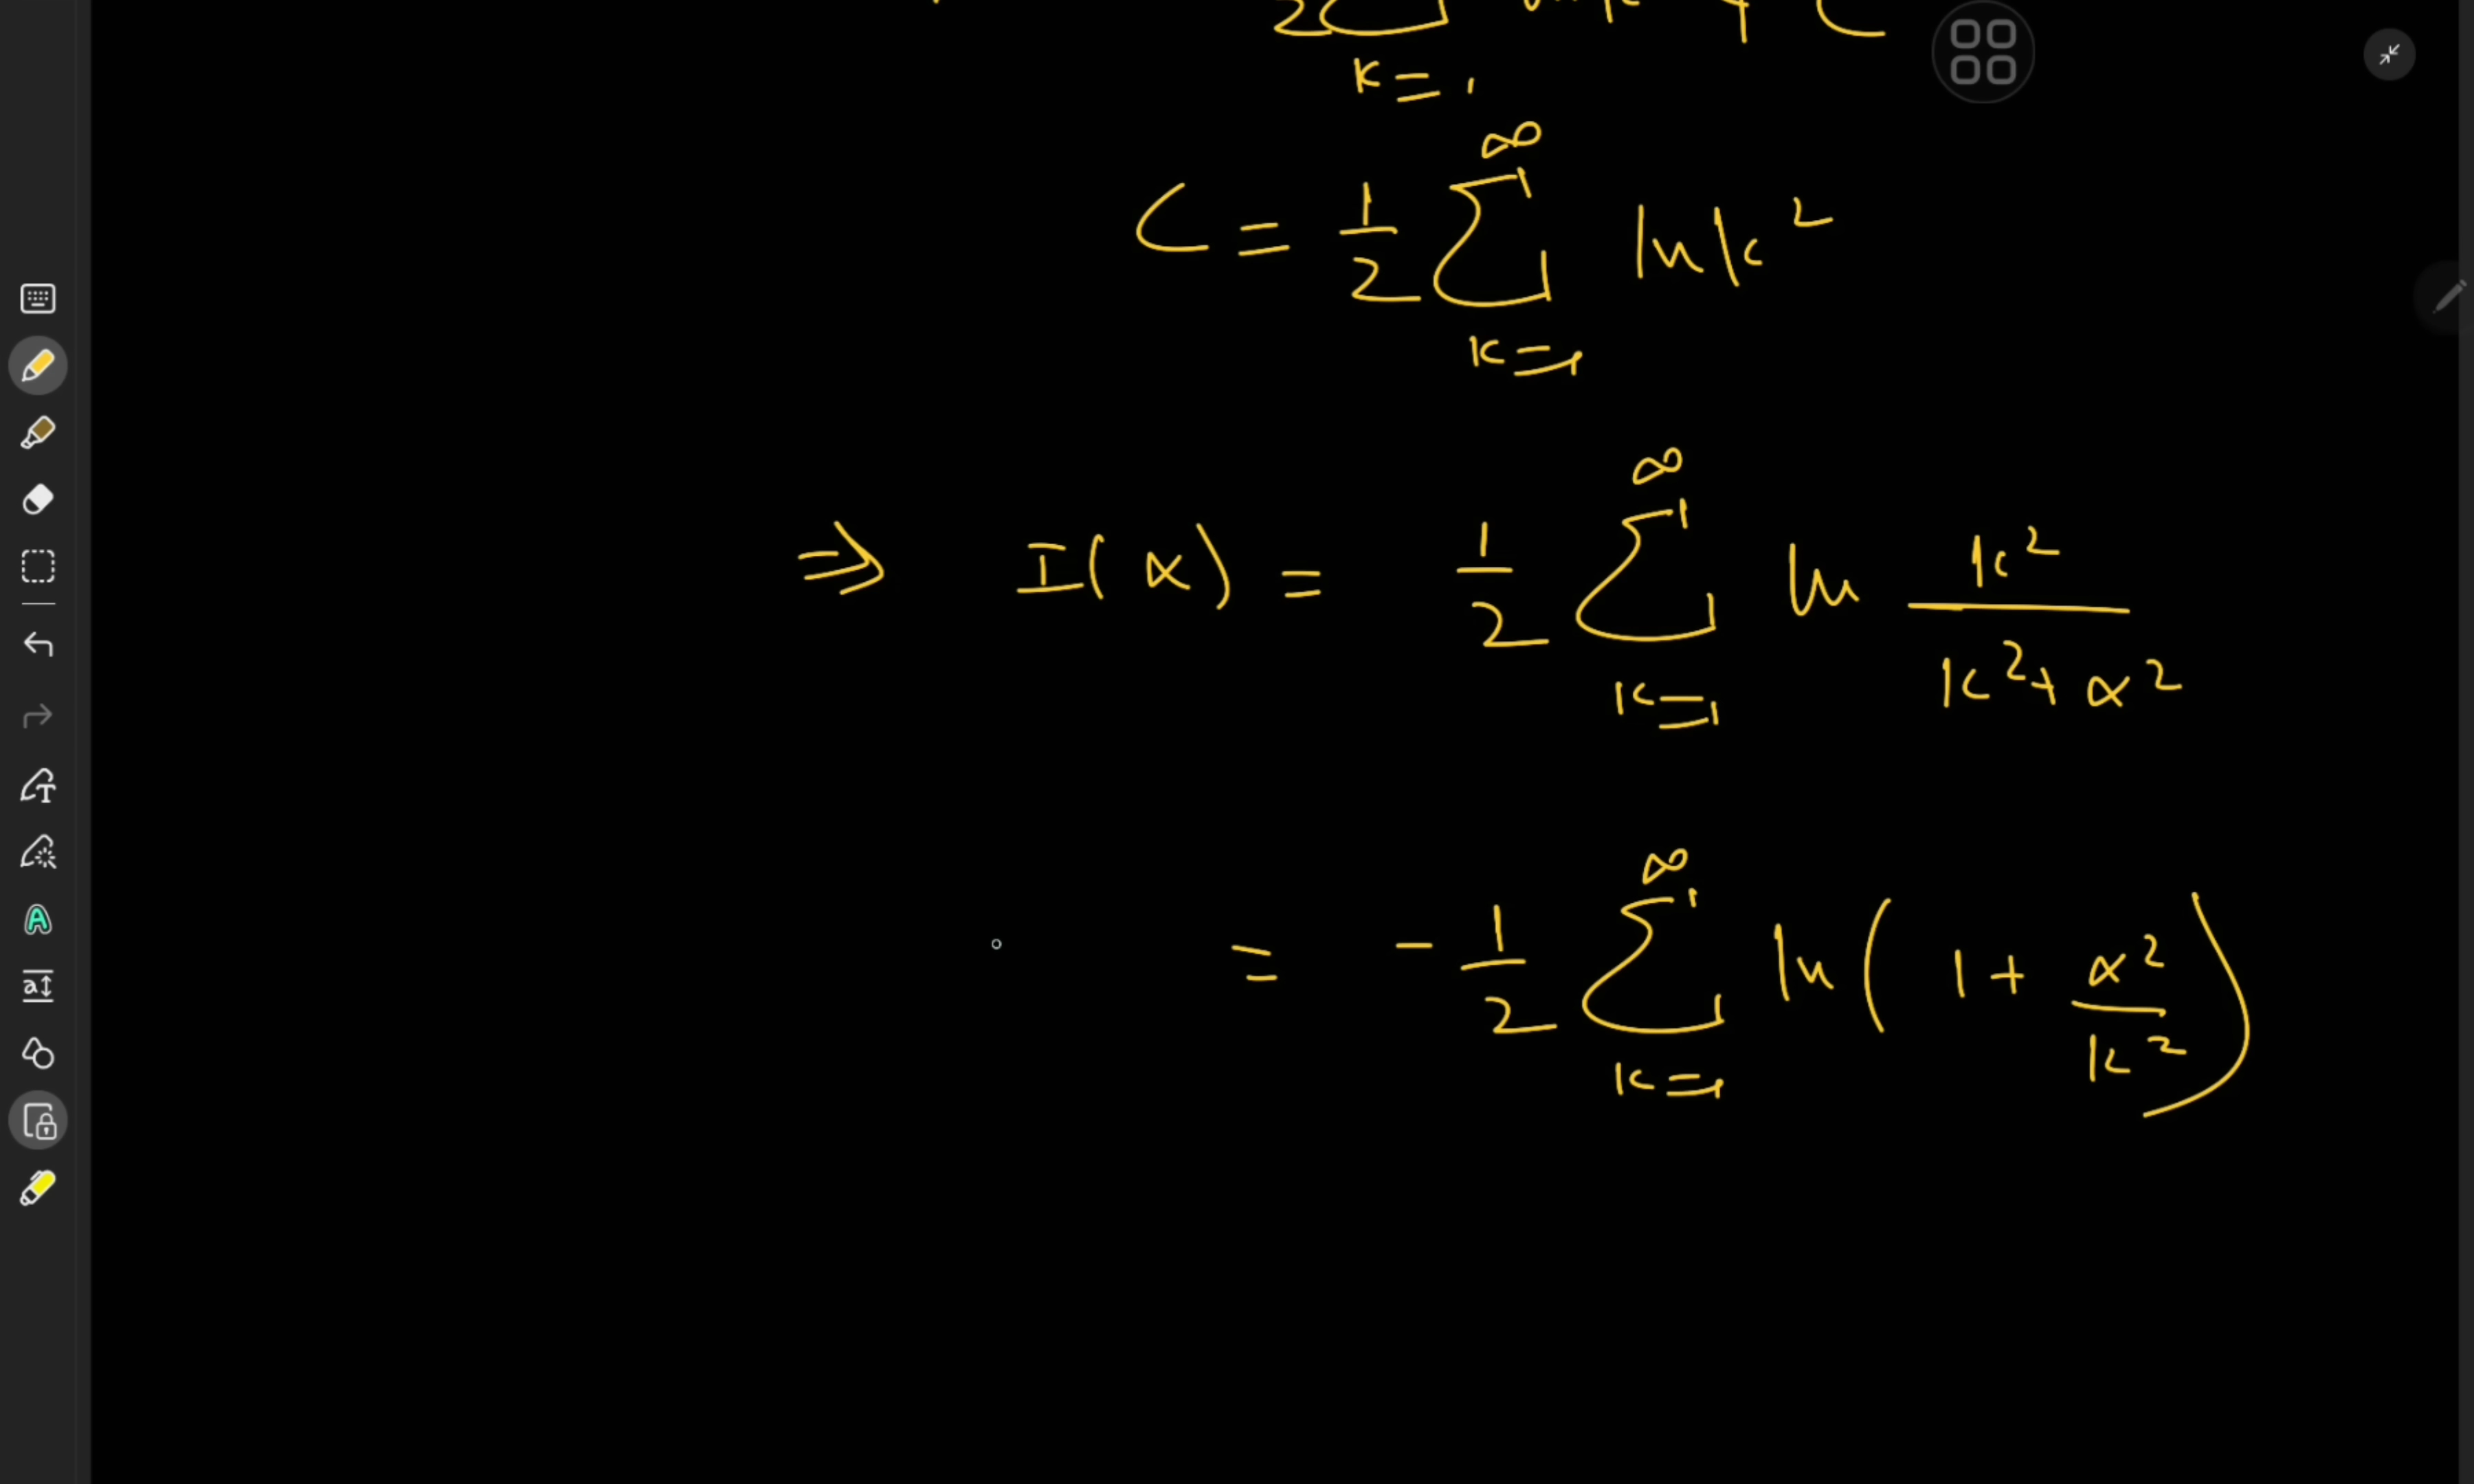 k=1
C = 1/2 ∑_{k=1}^{∞} ln k²
⇒ I(α) = 1/2 ∑_{k=1}^{∞} ln k²/(k²+α²)
= -1/2 ∑_{k=1}^{∞} ln(1 + α²/k²)